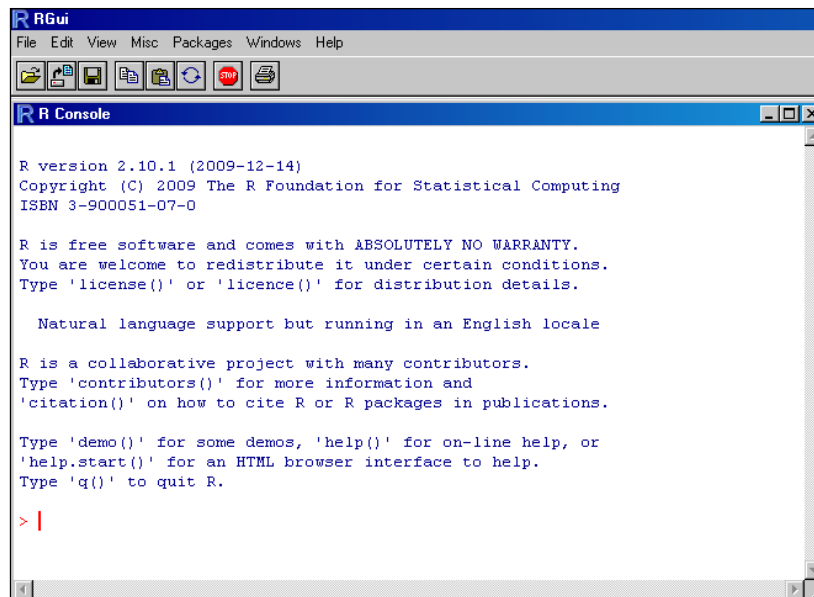 RGui
File Edit View Misc Packages Windows Help
STOP
R Console
R version 2.10.1 (2009-12-14)
Copyright (C) 2009 The R Foundation for Statistical Computing
ISBN 3-900051-07-0
R is free software and comes with ABSOLUTELY NO WARRANTY.
You are welcome to redistribute it under certain conditions.
Type 'license()' or 'licence()' for distribution details.
Natural language support but running in an English locale
R is a collaborative project with many contributors.
Type 'contributors()' for more information and
'citation()' on how to cite R or R packages in publications.
Type 'demo()' for some demos, 'help()' for on-line help, or
'help.start()' for an HTML browser interface to help.
Type 'q()' to quit R.
>